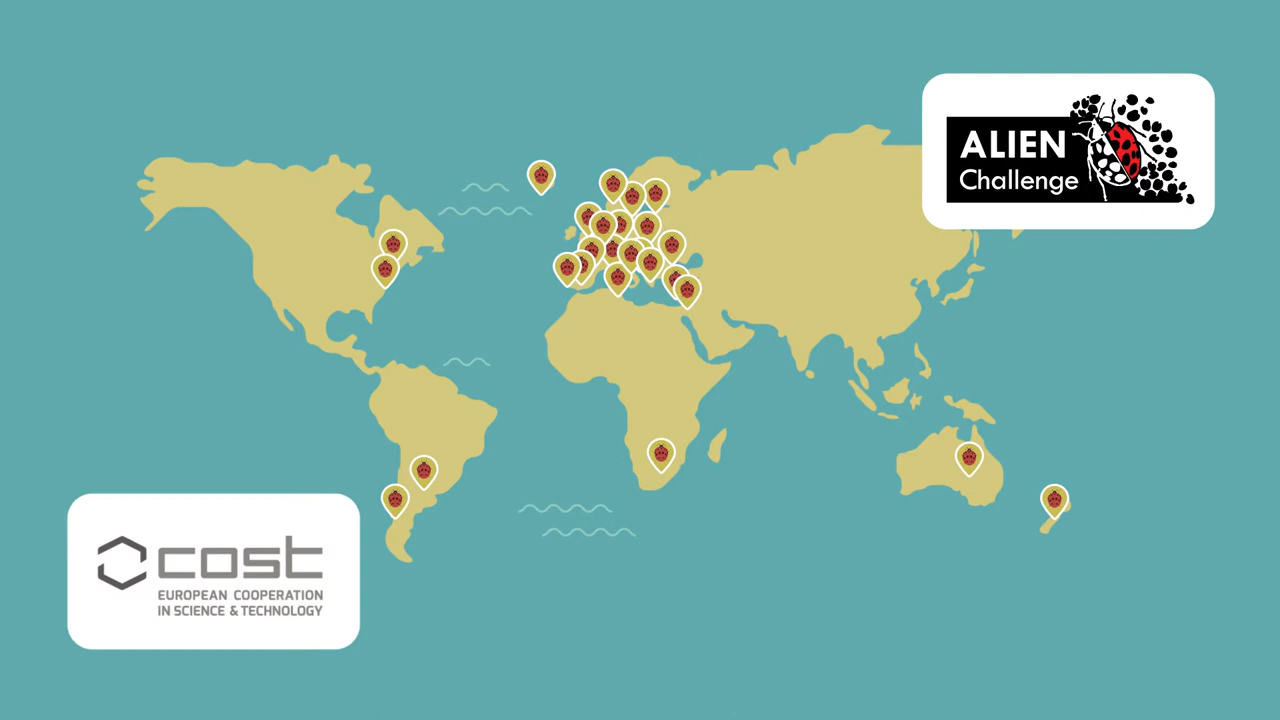 ALIEN
Challenge
cost
EUROPEAN COOPERATION
IN SCIENCE & TECHNOLOGY